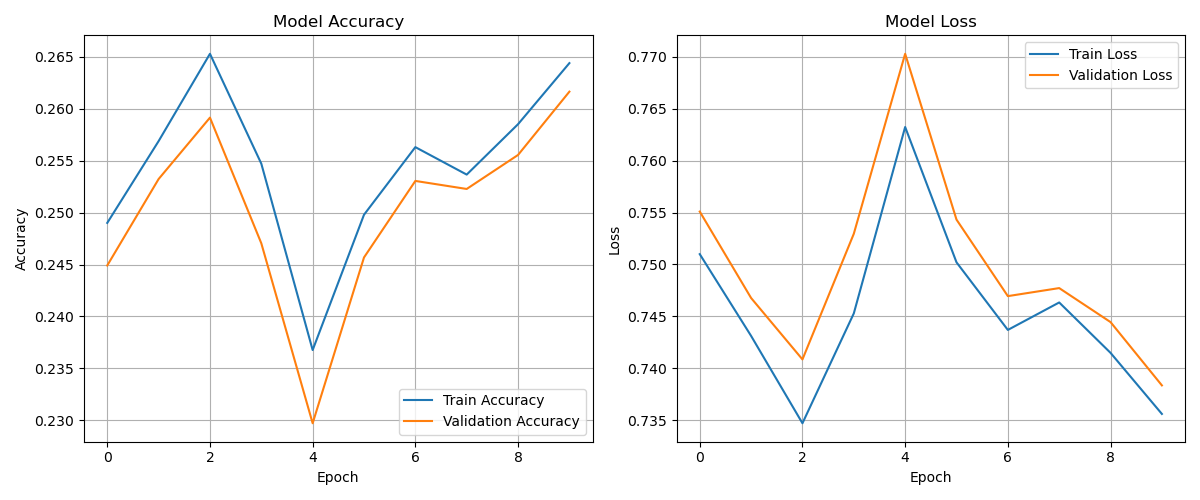 Model Accuracy
Accuracy
0.265
0.260
0.255
0.250
0.245
0.240
0.235
0.230
0 2 4 6 8
Epoch
Train Accuracy
Validation Accuracy
Model Loss
Loss
0.770
0.765
0.760
0.755
0.750
0.745
0.740
0.735
0 2 4 6 8
Epoch
Train Loss
Validation Loss